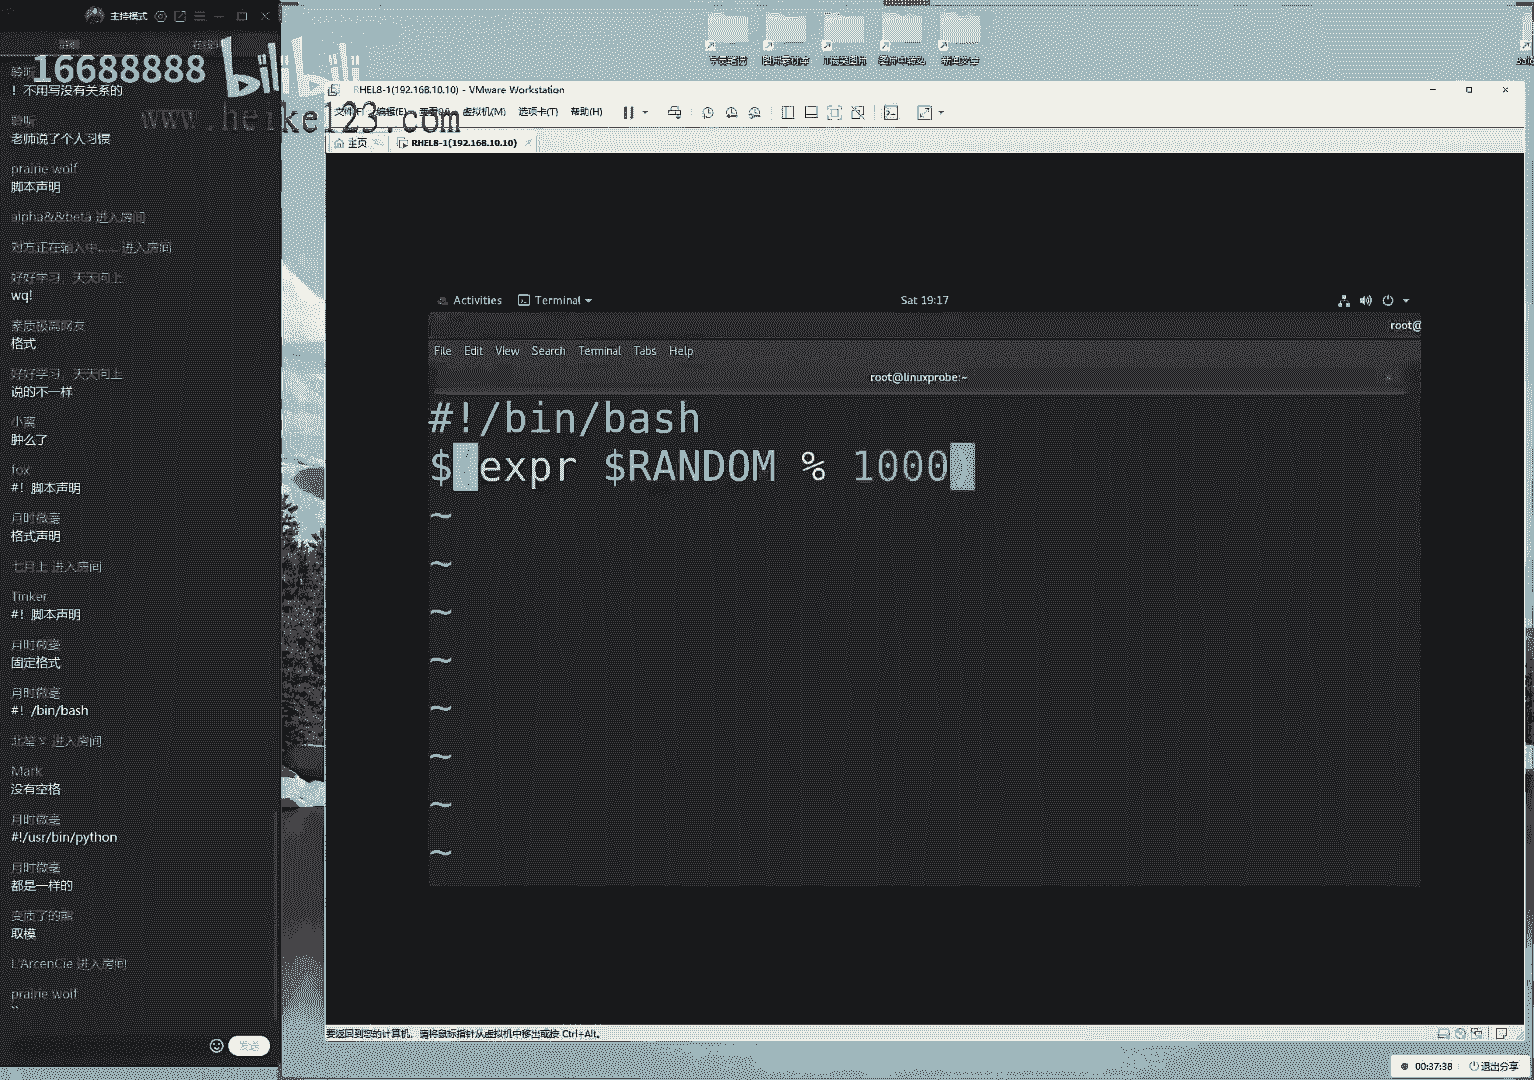 主持模式
16688888
bilibili
www.heike123.com
聆听
！不用写没有关系的
聆听
老师说了个人习惯
prairie wolf
脚本声明
alpha&&beta 进入房间
对方正在输入中...... 进入房间
好好学习，天天向上
wq!
素质极高网友
格式
好好学习，天天向上
说的不一样
小窝
肿么了
fox
#！脚本声明
月时微毫
格式声明
七月上 进入房间
Tinker
#！脚本声明
月时微毫
固定格式
月时微毫
#！/bin/bash
进入房间
Mark
没有空格
月时微毫
#!/usr/bin/python
月时微毫
都是一样的
变质了的熊
取模
L'ArcenCie 进入房间
prairie wolf
``
发送
RHEL8-1(192.168.10.10) - VMware Workstation
文件(F) 编辑(E) 查看(V) 虚拟机(M) 选项卡(T) 帮助(H)
主页 RHEL8-1(192.168.10.10)
Activities Terminal Sat 19:17
root@
File Edit View Search Terminal Tabs Help
root@linuxprobe:~
#!/bin/bash
$(expr $RANDOM % 1000)
~
~
~
~
~
~
~
~
要返回到您的计算机，请将鼠标指针从虚拟机中移出或按 Ctrl+Alt。
00:37:38 退出分享